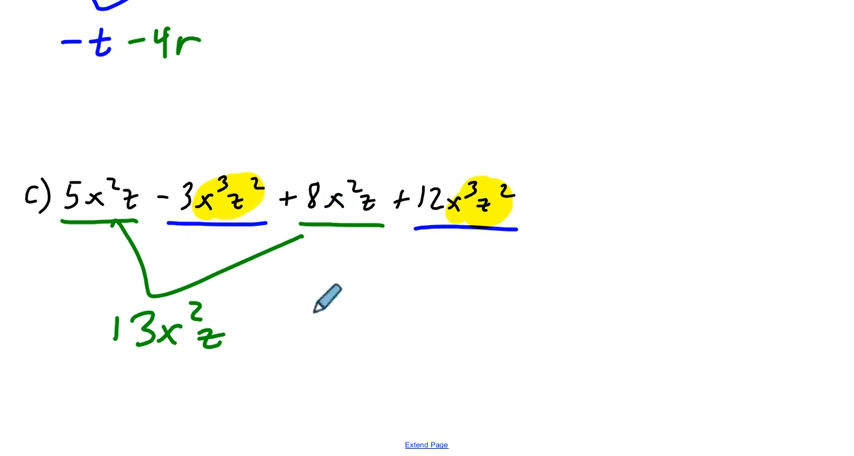 -t -4r
c) 5x²z - 3x³z² + 8x²z + 12x³z²
13x²z
Extend Page